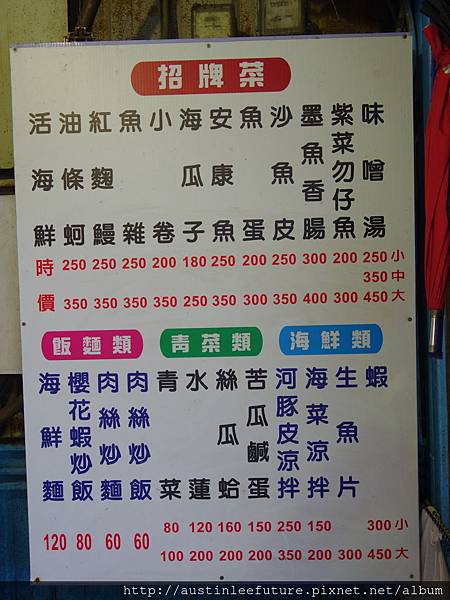 招牌菜
活海鮮
油條蚵
紅麴鰻
魚雜
小卷
海瓜子
安康魚
魚蛋
沙魚皮
墨魚香腸
紫菜勿仔魚
味噌湯
時 250 250 250 200 180 250 200 250 300 200 250 小
350 中
價 350 350 350 350 250 350 300 350 400 300 450 大
飯麵類
海鮮麵
櫻花蝦炒飯
肉絲炒麵
肉絲炒飯
120 80 60 60
青菜類
海鮮類
青菜
水蓮
絲瓜蛤
苦瓜鹹蛋
河豚皮涼拌
海菜涼拌
生魚片
蝦
80 120 160 150 250 150 300 小
100 200 200 200 350 200 300 450 大
http://austinleefuture.pixnet.net/album